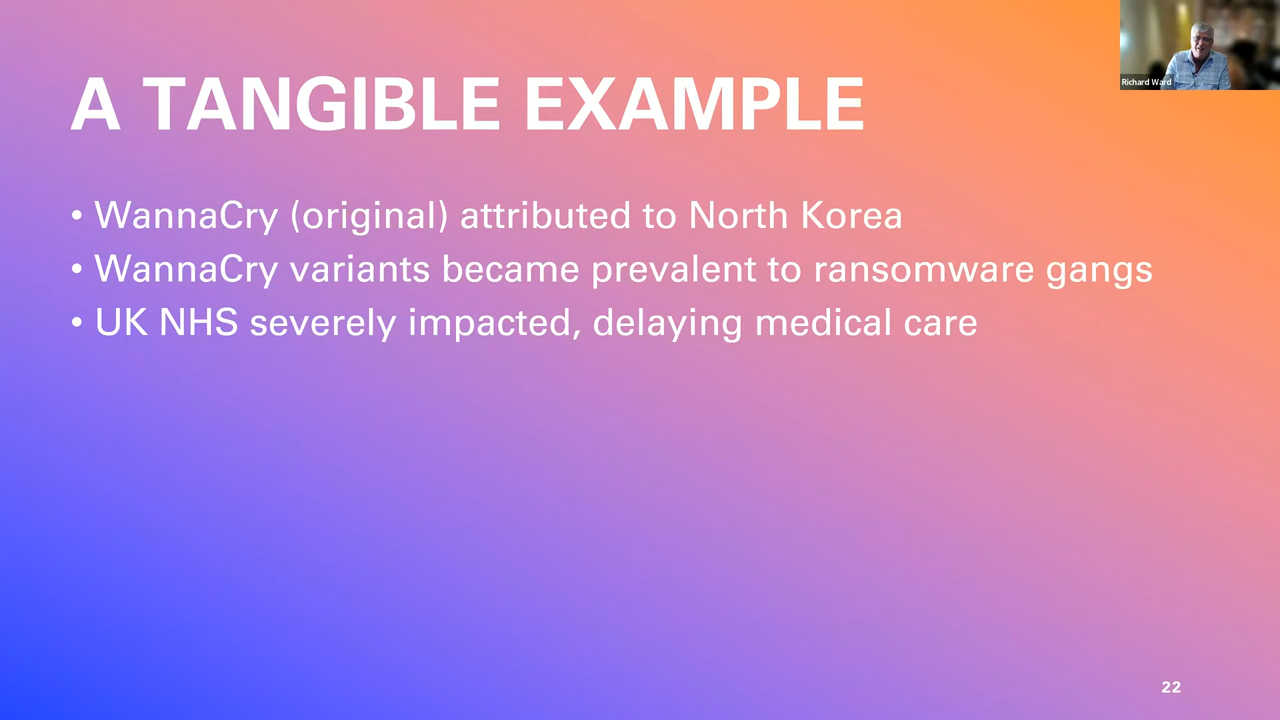 A TANGIBLE EXAMPLE
• WannaCry (original) attributed to North Korea
• WannaCry variants became prevalent to ransomware gangs
• UK NHS severely impacted, delaying medical care
Richard Ward
22